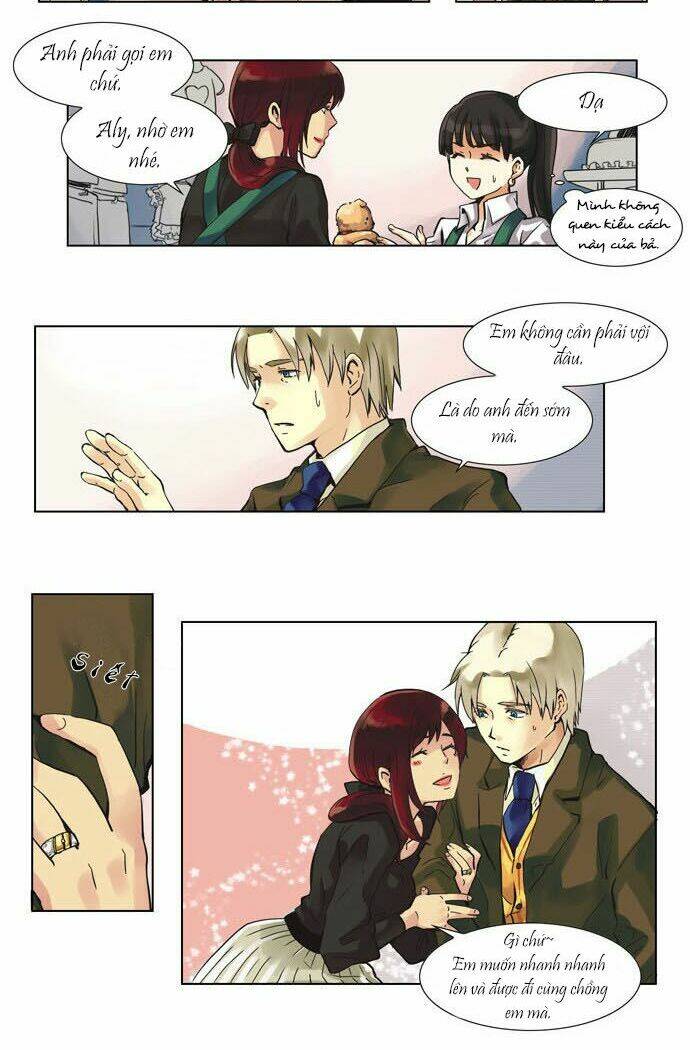 Anh phải gọi em
chứ.
Aly, nhờ em
nhé.
Dạ
Mình không
quen kiểu cách
này của bả.
Em không cần phải vội
đâu.
Là do anh đến sớm
mà.
siết
Gì chứ~
Em muốn nhanh nhanh
lên và được đi cùng chồng
em mà.